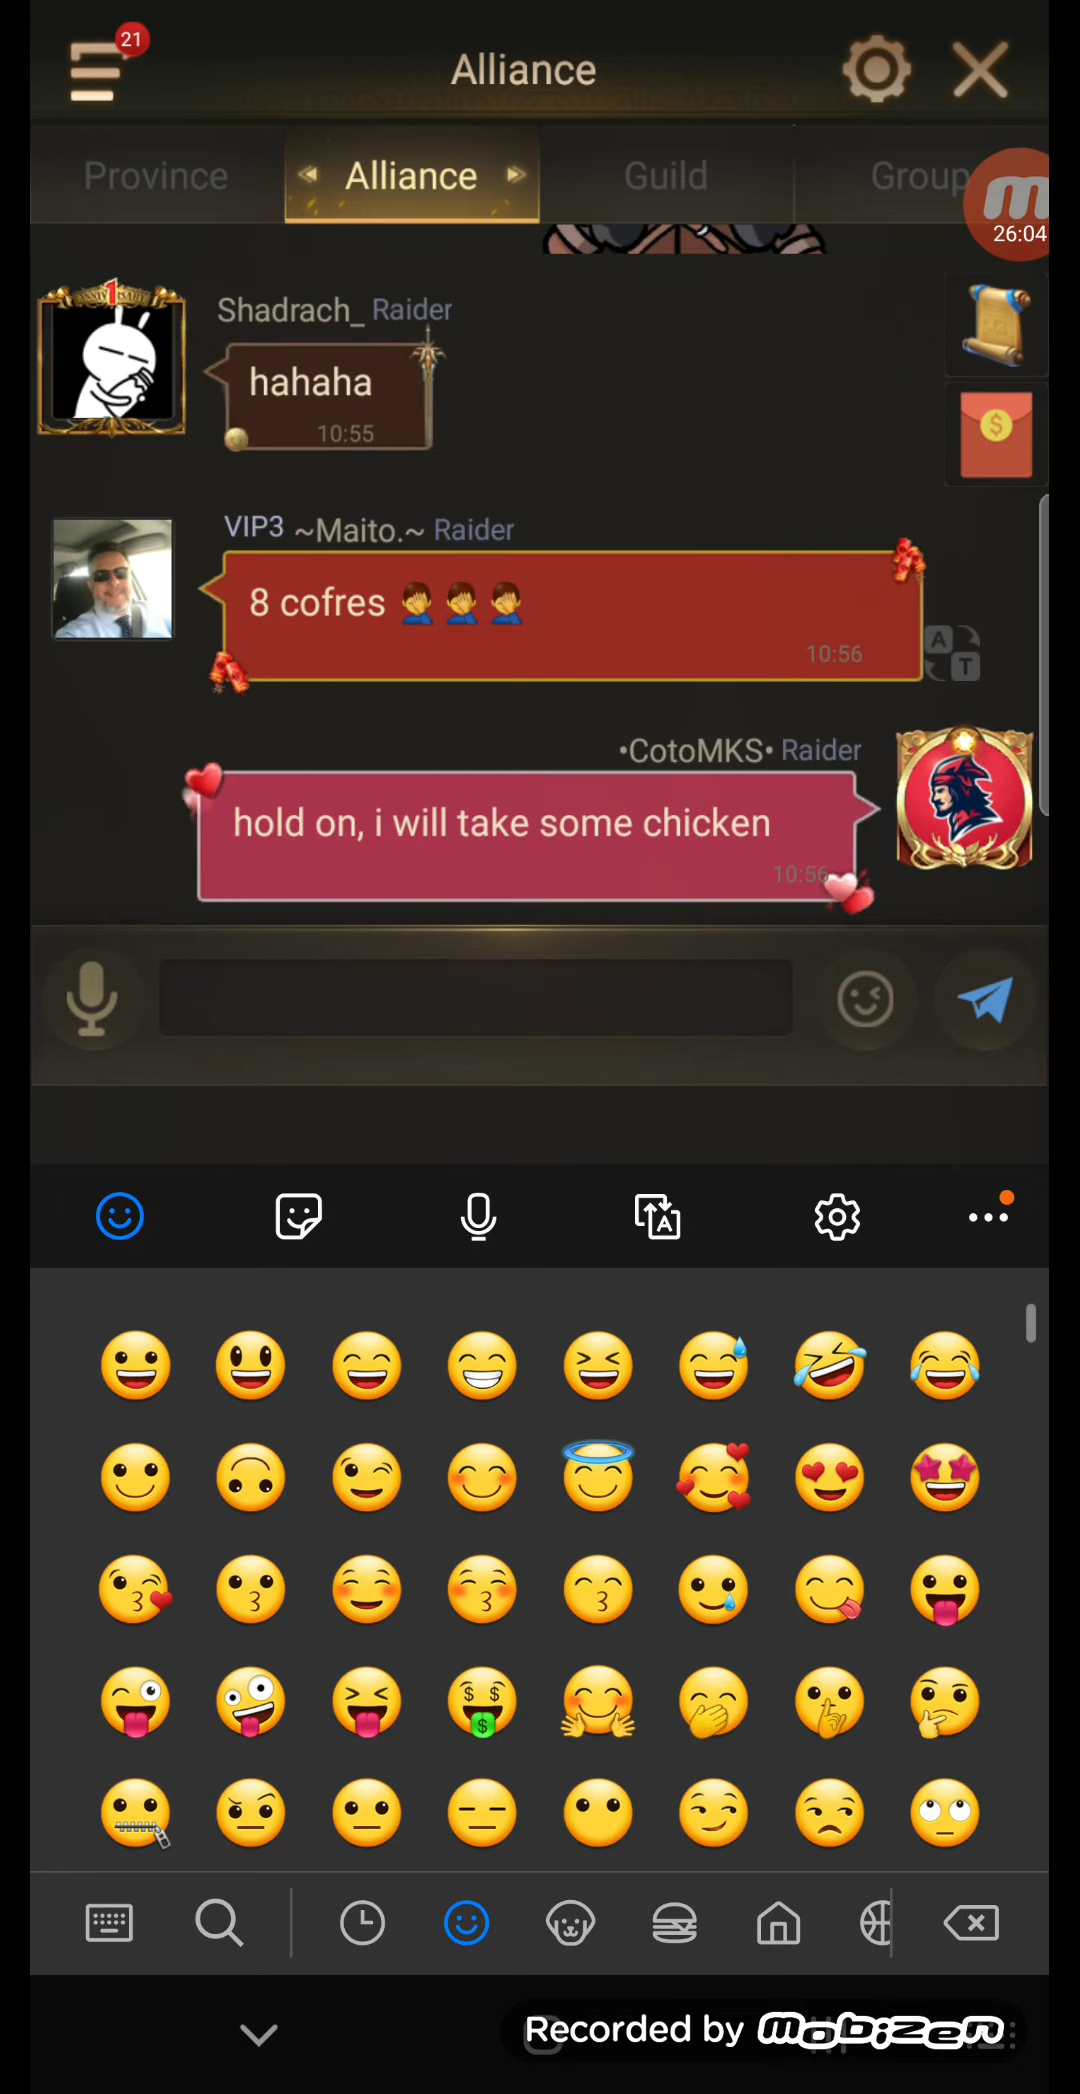 21
Alliance
Province
Alliance
Guild
Group
26:04
Shadrach_ Raider
hahaha
10:55
VIP3 ~Maito.~ Raider
8 cofres 🤦‍♂️🤦‍♂️🤦‍♂️
10:56
•CotoMKS• Raider
hold on, i will take some chicken
10:56
Recorded by mobizen